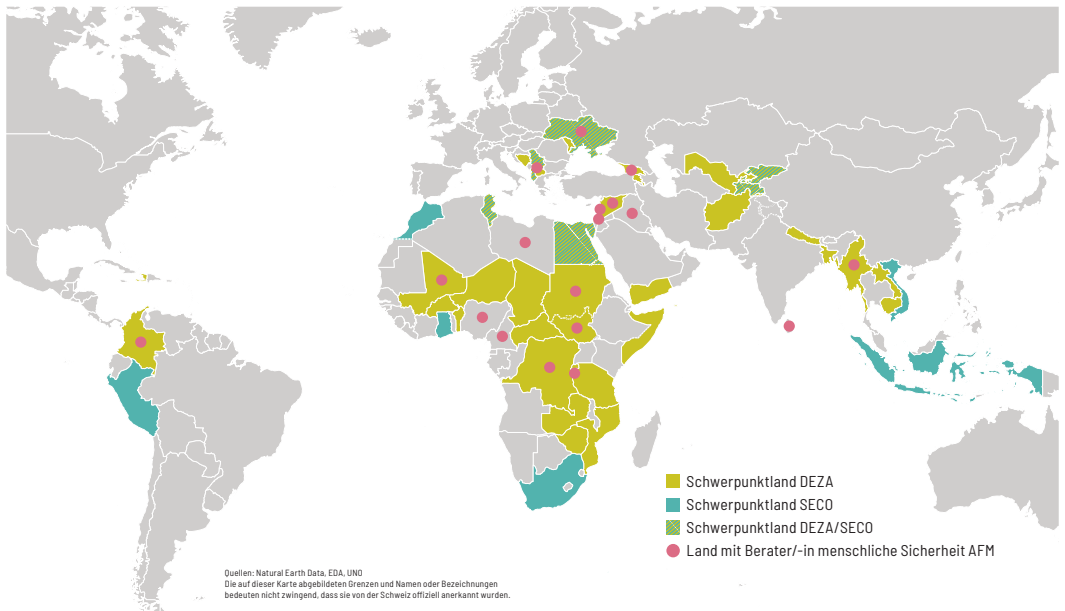 Schwerpunktland DEZA
Schwerpunktland SECO
Schwerpunktland DEZA/SECO
Land mit Berater/-in menschliche Sicherheit AFM
Quellen: Natural Earth Data, EDA, UNO
Die auf dieser Karte abgebildeten Grenzen und Namen oder Bezeichnungen
bedeuten nicht zwingend, dass sie von der Schweiz offiziell anerkannt wurden.